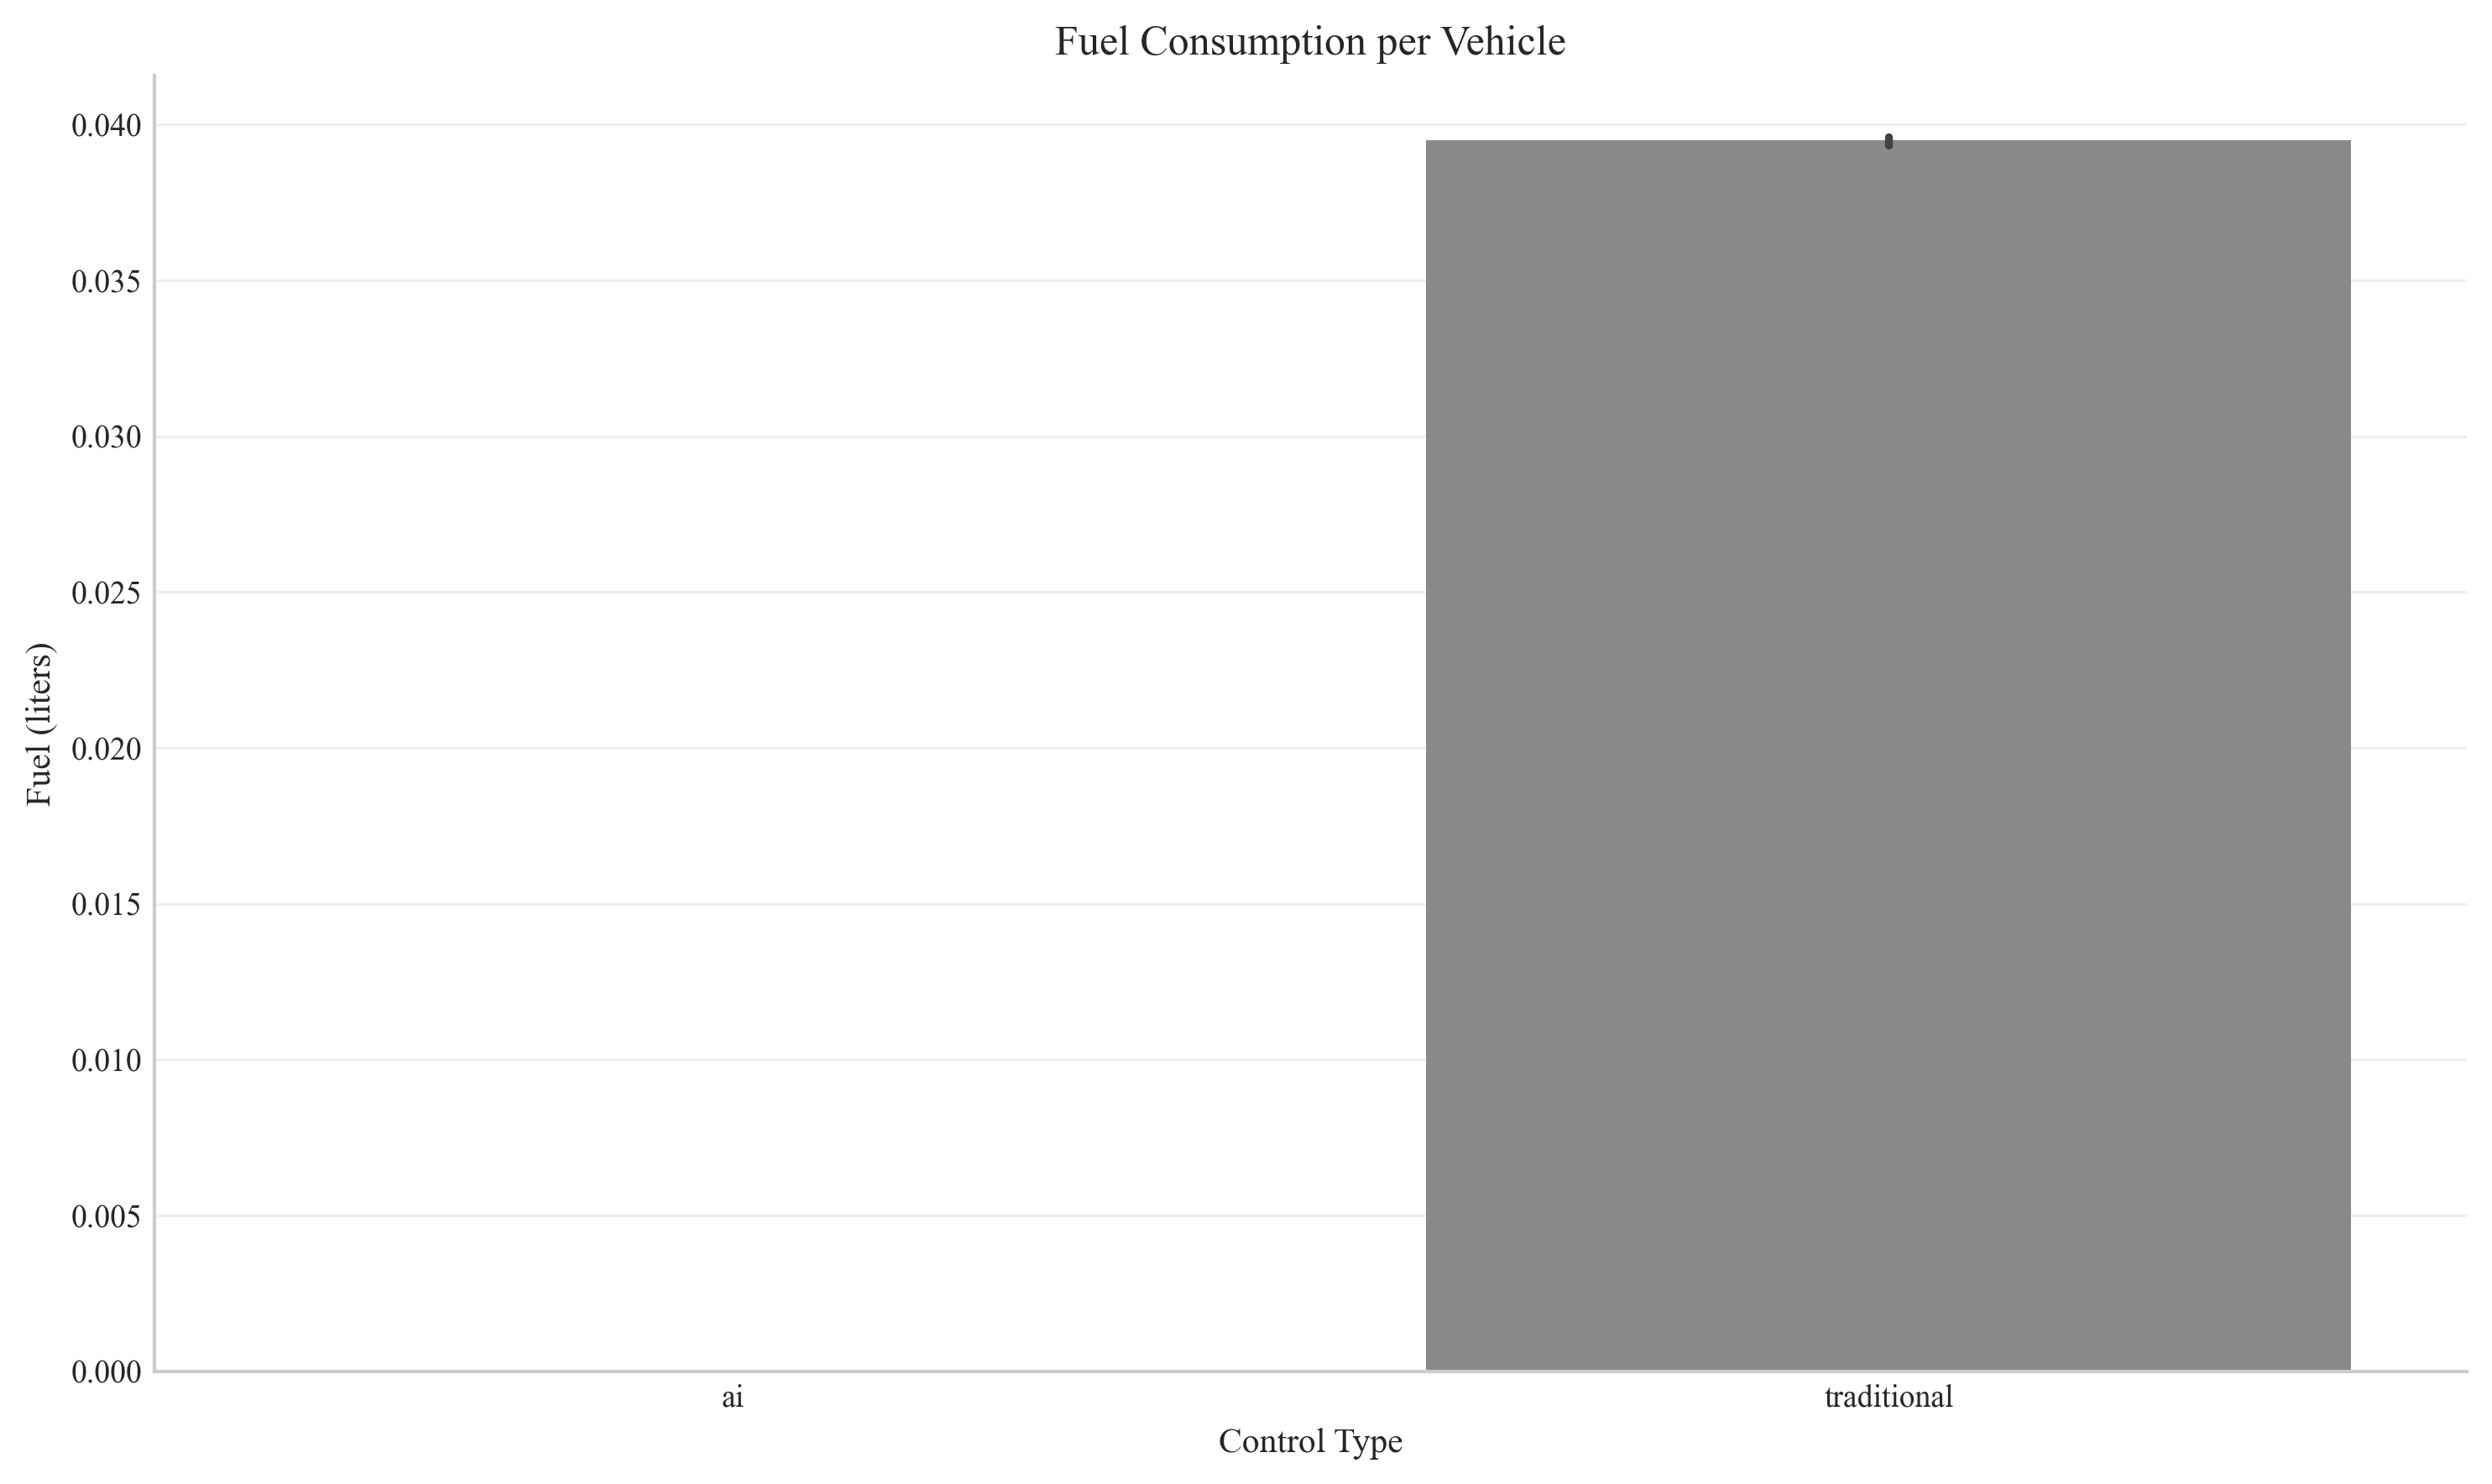 Fuel Consumption per Vehicle
Fuel (liters)
0.040
0.035
0.030
0.025
0.020
0.015
0.010
0.005
0.000
ai
traditional
Control Type